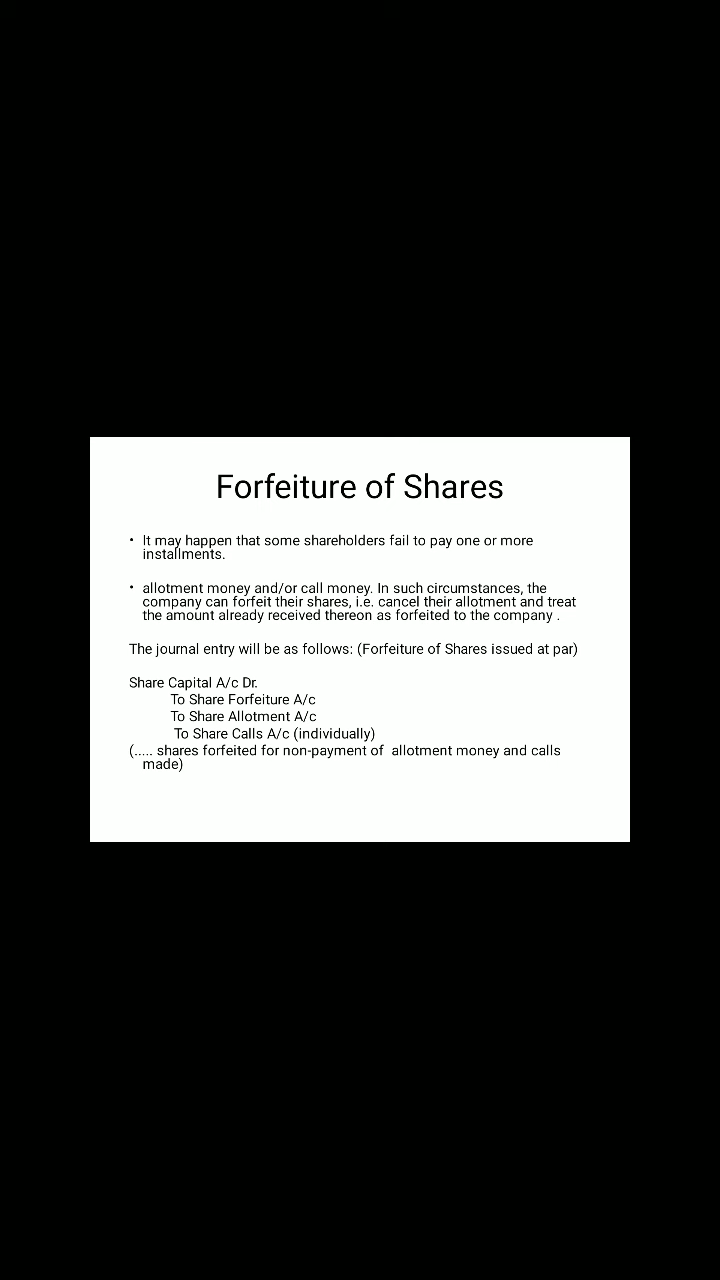 Forfeiture of Shares
• It may happen that some shareholders fail to pay one or more
installments.
• allotment money and/or call money. In such circumstances, the
company can forfeit their shares, i.e. cancel their allotment and treat
the amount already received thereon as forfeited to the company .
The journal entry will be as follows: (Forfeiture of Shares issued at par)
Share Capital A/c Dr.
To Share Forfeiture A/c
To Share Allotment A/c
To Share Calls A/c (individually)
(..... shares forfeited for non-payment of  allotment money and calls
made)